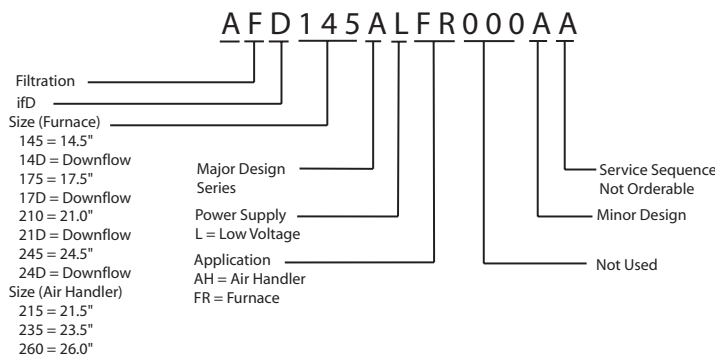 AFD145ALFR000AA
Filtration
ifD
Size (Furnace)
145 = 14.5"
14D = Downflow
175 = 17.5"
17D = Downflow
210 = 21.0"
21D = Downflow
245 = 24.5"
24D = Downflow
Size (Air Handler)
215 = 21.5"
235 = 23.5"
260 = 26.0"
Major Design
Series
Power Supply
L = Low Voltage
Application
AH = Air Handler
FR = Furnace
Service Sequence
Not Orderable
Minor Design
Not Used